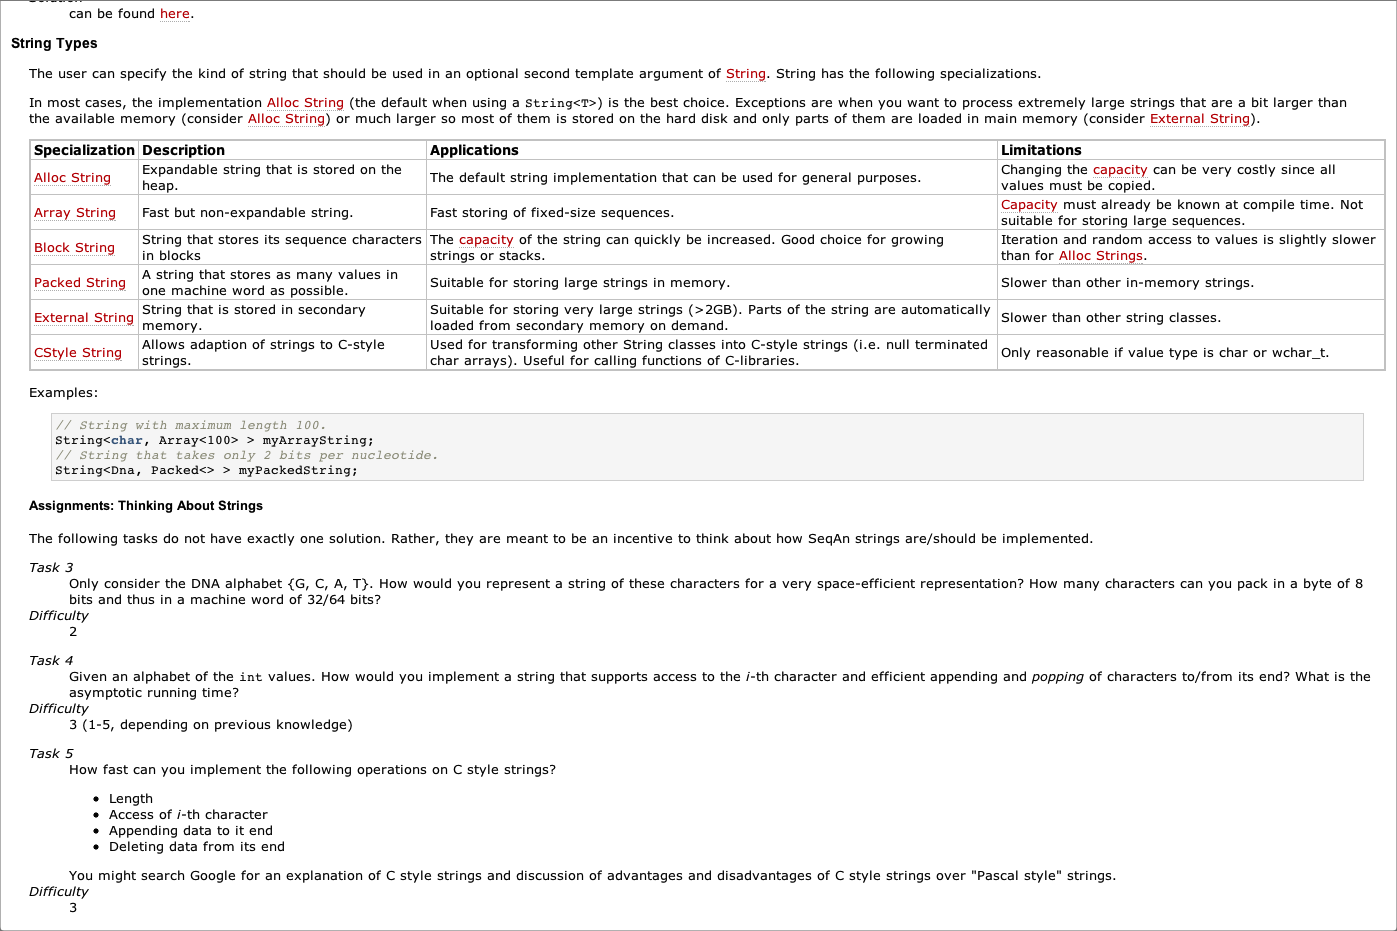 can be found here.
String Types
The user can specify the kind of string that should be used in an optional second template argument of String. String has the following specializations.
In most cases, the implementation Alloc String (the default when using a String<T>) is the best choice. Exceptions are when you want to process extremely large strings that are a bit larger than
the available memory (consider Alloc String) or much larger so most of them is stored on the hard disk and only parts of them are loaded in main memory (consider External String).
Specialization Description Applications Limitations
Alloc String
Expandable string that is stored on the
heap.
The default string implementation that can be used for general purposes.
Changing the capacity can be very costly since all
values must be copied.
Array String
Fast but non-expandable string.
Fast storing of fixed-size sequences.
Capacity must already be known at compile time. Not
suitable for storing large sequences.
Block String
String that stores its sequence characters
in blocks
The capacity of the string can quickly be increased. Good choice for growing
strings or stacks.
Iteration and random access to values is slightly slower
than for Alloc Strings.
Packed String
A string that stores as many values in
one machine word as possible.
Suitable for storing large strings in memory.
Slower than other in-memory strings.
External String
String that is stored in secondary
memory.
Suitable for storing very large strings (>2GB). Parts of the string are automatically
loaded from secondary memory on demand.
Slower than other string classes.
CStyle String
Allows adaption of strings to C-style
strings.
Used for transforming other String classes into C-style strings (i.e. null terminated
char arrays). Useful for calling functions of C-libraries.
Only reasonable if value type is char or wchar_t.
Examples:
// String with maximum length 100.
String<char, Array<100> > myArrayString;
// String that takes only 2 bits per nucleotide.
String<Dna, Packed<> > myPackedString;
Assignments: Thinking About Strings
The following tasks do not have exactly one solution. Rather, they are meant to be an incentive to think about how SeqAn strings are/should be implemented.
Task 3
Only consider the DNA alphabet {G, C, A, T}. How would you represent a string of these characters for a very space-efficient representation? How many characters can you pack in a byte of 8
bits and thus in a machine word of 32/64 bits?
Difficulty
2
Task 4
Given an alphabet of the int values. How would you implement a string that supports access to the i-th character and efficient appending and popping of characters to/from its end? What is the
asymptotic running time?
Difficulty
3 (1-5, depending on previous knowledge)
Task 5
How fast can you implement the following operations on C style strings?
• Length
• Access of i-th character
• Appending data to it end
• Deleting data from its end
You might search Google for an explanation of C style strings and discussion of advantages and disadvantages of C style strings over "Pascal style" strings.
Difficulty
3